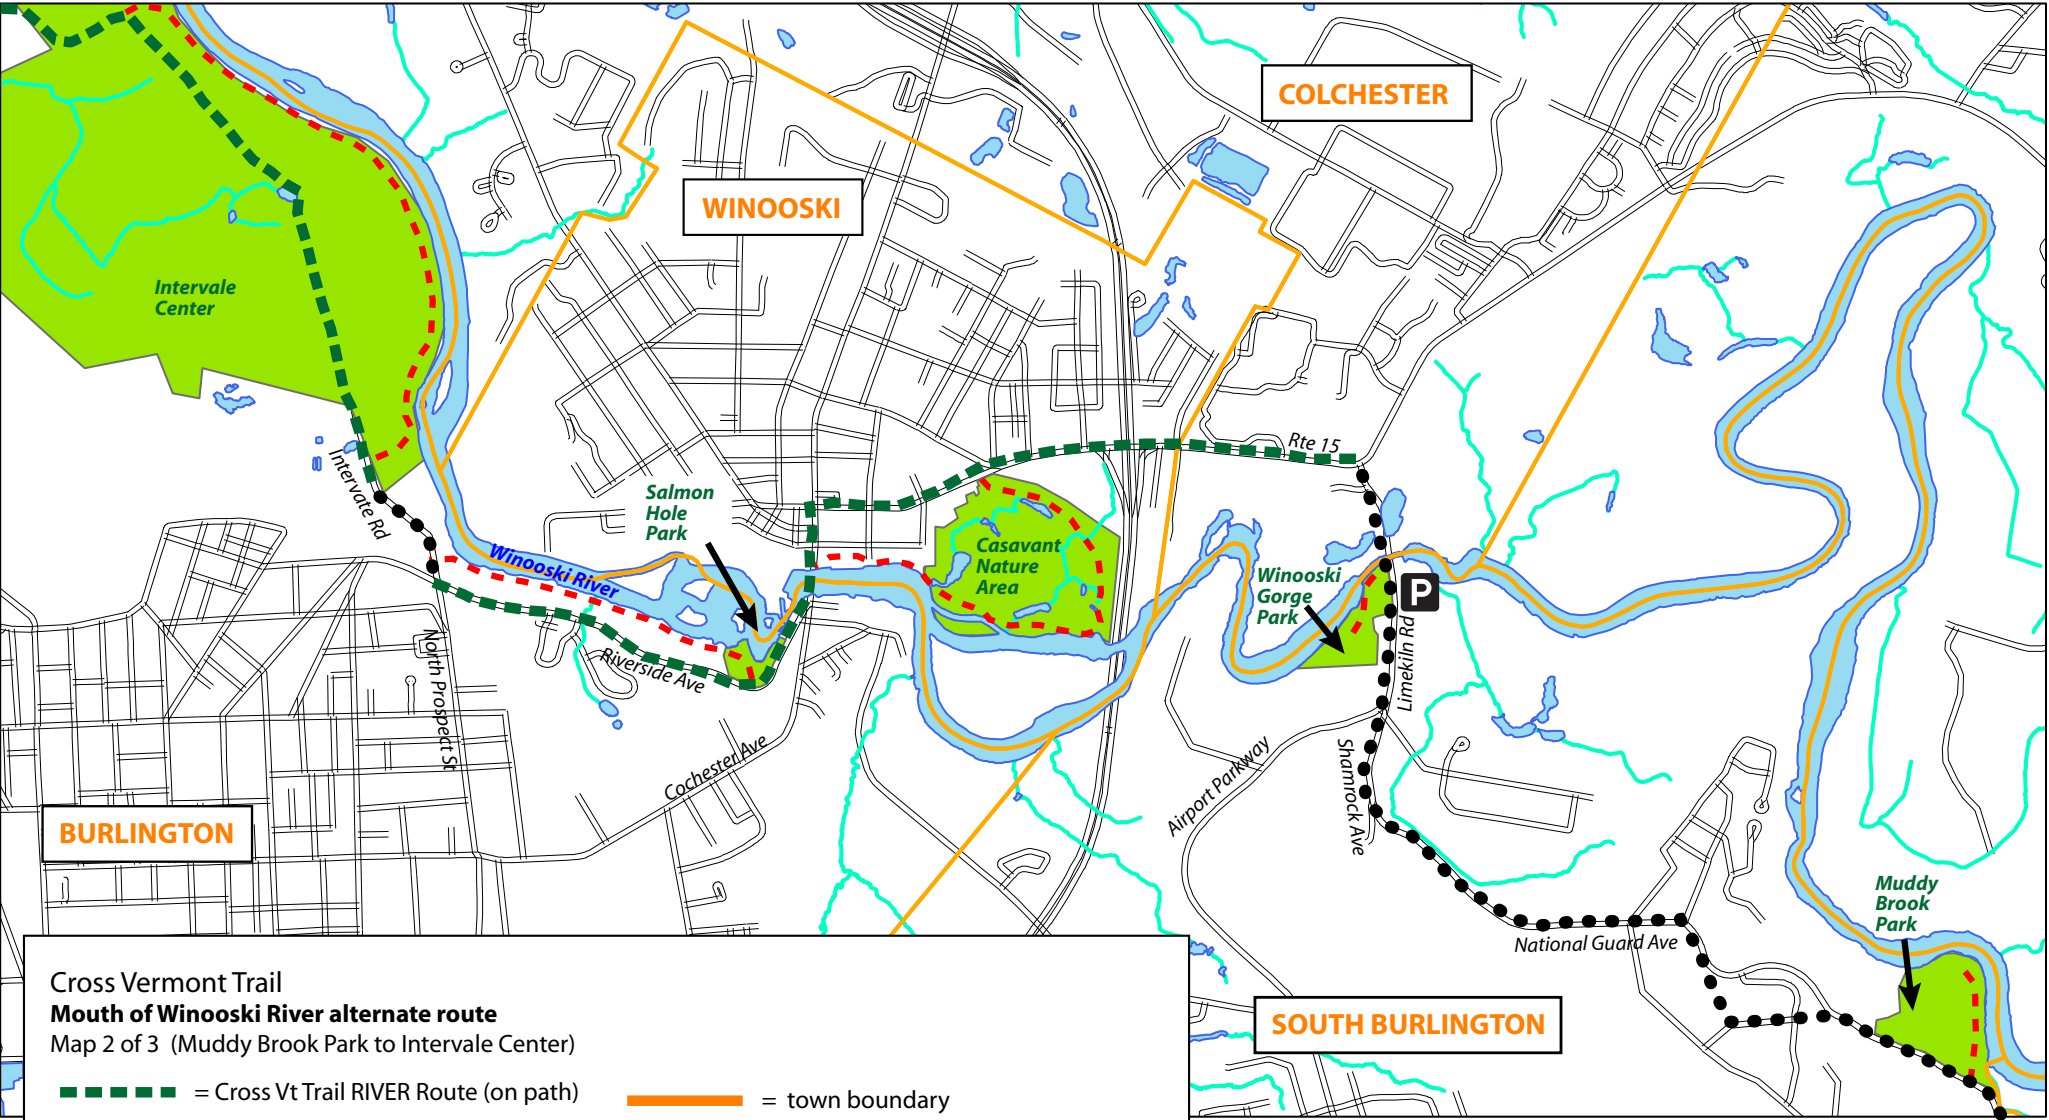 COLCHESTER
WINOOSKI
Intervale
Center
Rte 15
Intervate Rd
Salmon
Hole
Park
Winooski River
Casavant
Nature
Area
Winooski
Gorge
Park
P
Limekiln Rd
North Prospect St
Riverside Ave
Cochester Ave
Airport Parkway
Shamrock Ave
BURLINGTON
Muddy
Brook
Park
National Guard Ave
SOUTH BURLINGTON
Cross Vermont Trail
Mouth of Winooski River alternate route
Map 2 of 3 (Muddy Brook Park to Intervale Center)
= Cross Vt Trail RIVER Route (on path)
= town boundary